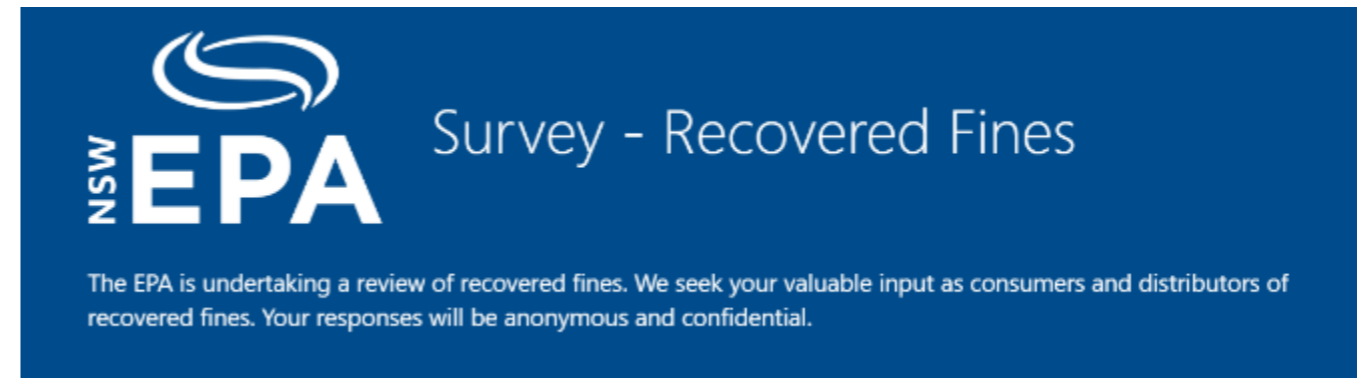 NSW
EPA
Survey - Recovered Fines
The EPA is undertaking a review of recovered fines. We seek your valuable input as consumers and distributors of
recovered fines. Your responses will be anonymous and confidential.